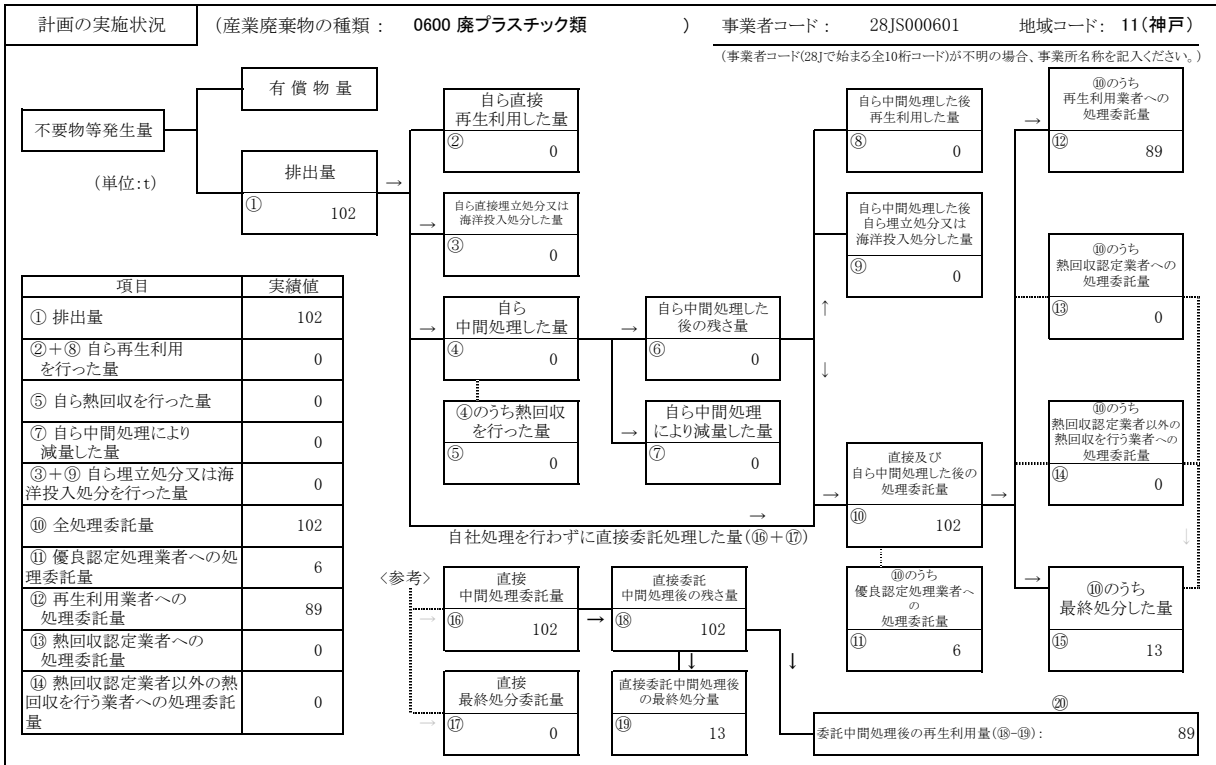 計画の実施状況 (産業廃棄物の種類： 0600 廃プラスチック類 ) 事業者コード： 28JS000601 地域コード： 11(神戸)
(事業者コード(28Jで始まる全10桁コード)が不明の場合、事業所名称を記入ください。)
有償物量
不要物等発生量
(単位:t)
排出量
→
① 102
自ら直接
再生利用した量
② 0
→
自ら直接埋立処分又は
海洋投入処分した量
③ 0
→
自ら
中間処理した量
④ 0
④のうち熱回収
を行った量
⑤ 0
→
自ら中間処理した
後の残さ量
⑥ 0
→
自ら中間処理
により減量した量
⑦ 0
自ら中間処理した後
再生利用した量
⑧ 0
自ら中間処理した後
自ら埋立処分又は
海洋投入処分した量
⑨ 0
↑
↓
→
直接及び
自ら中間処理した後の
処理委託量
⑩ 102
→
⑩のうち
優良認定処理業者へ
の
処理委託量
⑪ 6
→
⑩のうち
再生利用業者への
処理委託量
⑫ 89
⑩のうち
熱回収認定業者への
処理委託量
⑬ 0
⑩のうち
熱回収認定業者以外の
熱回収を行う業者への
処理委託量
⑭ 0
↓
→
⑩のうち
最終処分した量
⑮ 13
→
自社処理を行わずに直接委託処理した量(⑯＋⑰)
項目 実績値
① 排出量 102
②＋⑧ 自ら再生利用
を行った量 0
⑤ 自ら熱回収を行った量 0
⑦ 自ら中間処理により
減量した量 0
③＋⑨ 自ら埋立処分又は海
洋投入処分を行った量 0
⑩ 全処理委託量 102
⑪ 優良認定処理業者への処
理委託量 6
⑫ 再生利用業者への
処理委託量 89
⑬ 熱回収認定業者への
処理委託量 0
⑭ 熱回収認定業者以外の熱
回収を行う業者への処理委託
量 0
〈参考〉
→
直接
中間処理委託量
⑯ 102
→
直接委託
中間処理後の残さ量
⑱ 102
↓
↓
→
直接
最終処分委託量
⑰ 0
直接委託中間処理後
の最終処分量
⑲ 13
⑳
委託中間処理後の再生利用量(⑱-⑲)： 89